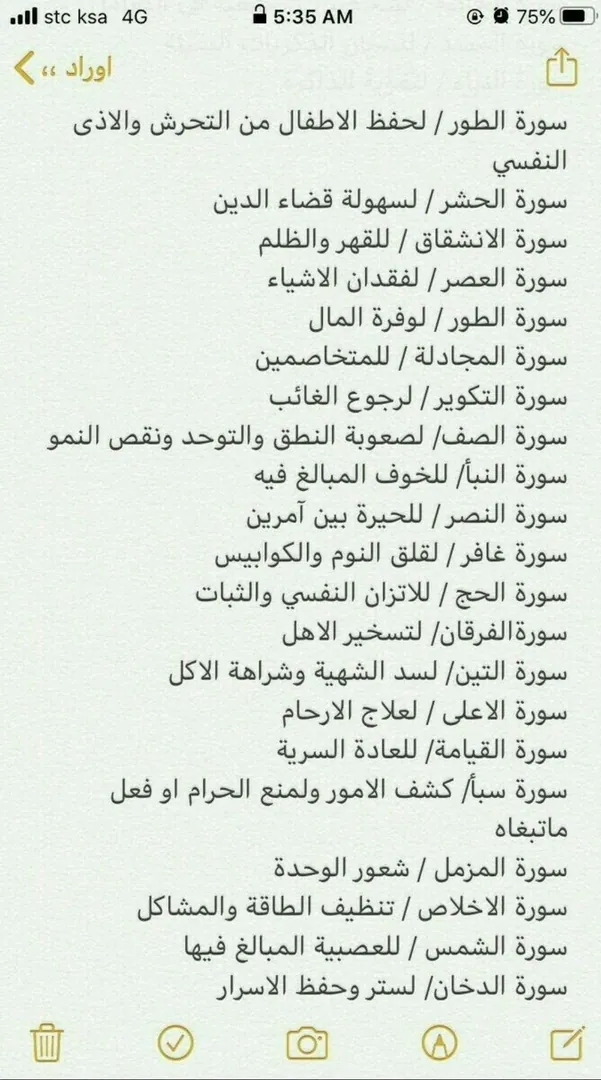 stc ksa 4G 5:35 AM 75%
اوراد ،،
سورة الطور / لحفظ الاطفال من التحرش والاذى
النفسي
سورة الحشر / لسهولة قضاء الدين
سورة الانشقاق / للقهر والظلم
سورة العصر / لفقدان الاشياء
سورة الطور / لوفرة المال
سورة المجادلة / للمتخاصمين
سورة التكوير / لرجوع الغائب
سورة الصف/ لصعوبة النطق والتوحد ونقص النمو
سورة النبأ/ للخوف المبالغ فيه
سورة النصر / للحيرة بين آمرين
سورة غافر / لقلق النوم والكوابيس
سورة الحج / للاتزان النفسي والثبات
سورةالفرقان/ لتسخير الاهل
سورة التين/ لسد الشهية وشراهة الاكل
سورة الاعلى / لعلاج الارحام
سورة القيامة/ للعادة السرية
سورة سبأ/ كشف الامور ولمنع الحرام او فعل
ماتبغاه
سورة المزمل / شعور الوحدة
سورة الاخلاص / تنظيف الطاقة والمشاكل
سورة الشمس / للعصبية المبالغ فيها
سورة الدخان/ لستر وحفظ الاسرار